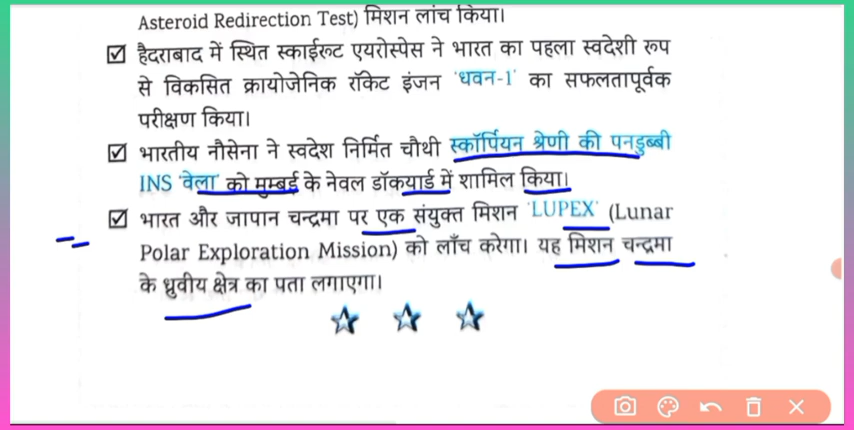 Asteroid Redirection Test) मिशन लांच किया।
हैदराबाद में स्थित स्काईरूट एयरोस्पेस ने भारत का पहला स्वदेशी रूप
से विकसित क्रायोजेनिक रॉकेट इंजन 'धवन-1' का सफलतापूर्वक
परीक्षण किया।
भारतीय नौसेना ने स्वदेश निर्मित चौथी स्कॉर्पियन श्रेणी की पनडुब्बी
INS 'वेला' को मुम्बई के नेवल डॉकयार्ड में शामिल किया।
भारत और जापान चन्द्रमा पर एक संयुक्त मिशन 'LUPEX' (Lunar
Polar Exploration Mission) को लाँच करेगा। यह मिशन चन्द्रमा
के ध्रुवीय क्षेत्र का पता लगाएगा।